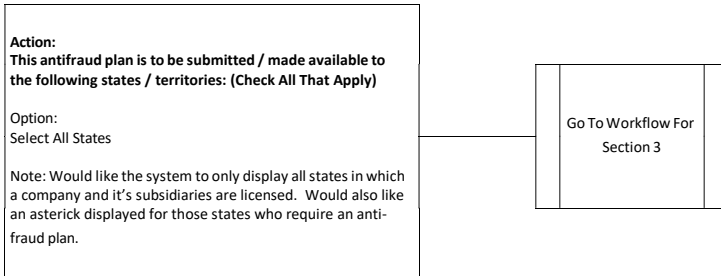 Action:
This antifraud plan is to be submitted / made available to
the following states / territories: (Check All That Apply)
Option:
Select All States
Note: Would like the system to only display all states in which
a company and it's subsidiaries are licensed.  Would also like
an asterick displayed for those states who require an anti-
fraud plan.
Go To Workflow For
Section 3